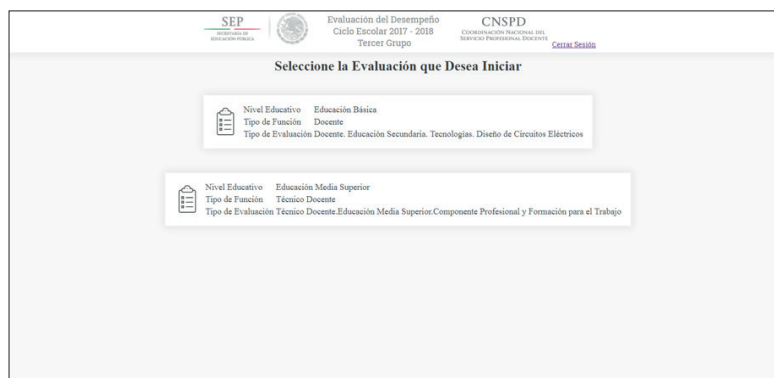 SEP
SECRETARÍA DE
EDUCACIÓN PÚBLICA
Evaluación del Desempeño
Ciclo Escolar 2017 - 2018
Tercer Grupo
CNSPD
COORDINACIÓN NACIONAL DEL
SERVICIO PROFESIONAL DOCENTE
Cerrar Sesión
Seleccione la Evaluación que Desea Iniciar
Nivel Educativo Educación Básica
Tipo de Función Docente
Tipo de Evaluación Docente. Educación Secundaria. Tecnologías. Diseño de Circuitos Eléctricos
Nivel Educativo Educación Media Superior
Tipo de Función Técnico Docente
Tipo de Evaluación Técnico Docente.Educación Media Superior.Componente Profesional y Formación para el Trabajo